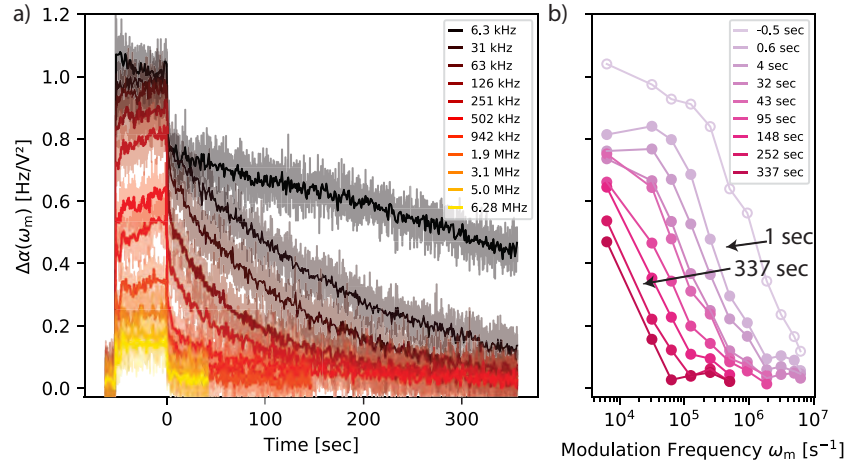 a)
Δα(ωm) [Hz/V²]
1.2
1.0
0.8
0.6
0.4
0.2
0.0
0
100
200
300
Time [sec]
6.3 kHz
31 kHz
63 kHz
126 kHz
251 kHz
502 kHz
942 kHz
1.9 MHz
3.1 MHz
5.0 MHz
6.28 MHz
b)
-0.5 sec
0.6 sec
4 sec
32 sec
43 sec
95 sec
148 sec
252 sec
337 sec
1 sec
337 sec
10⁴
10⁵
10⁶
10⁷
Modulation Frequency ωm [s⁻¹]